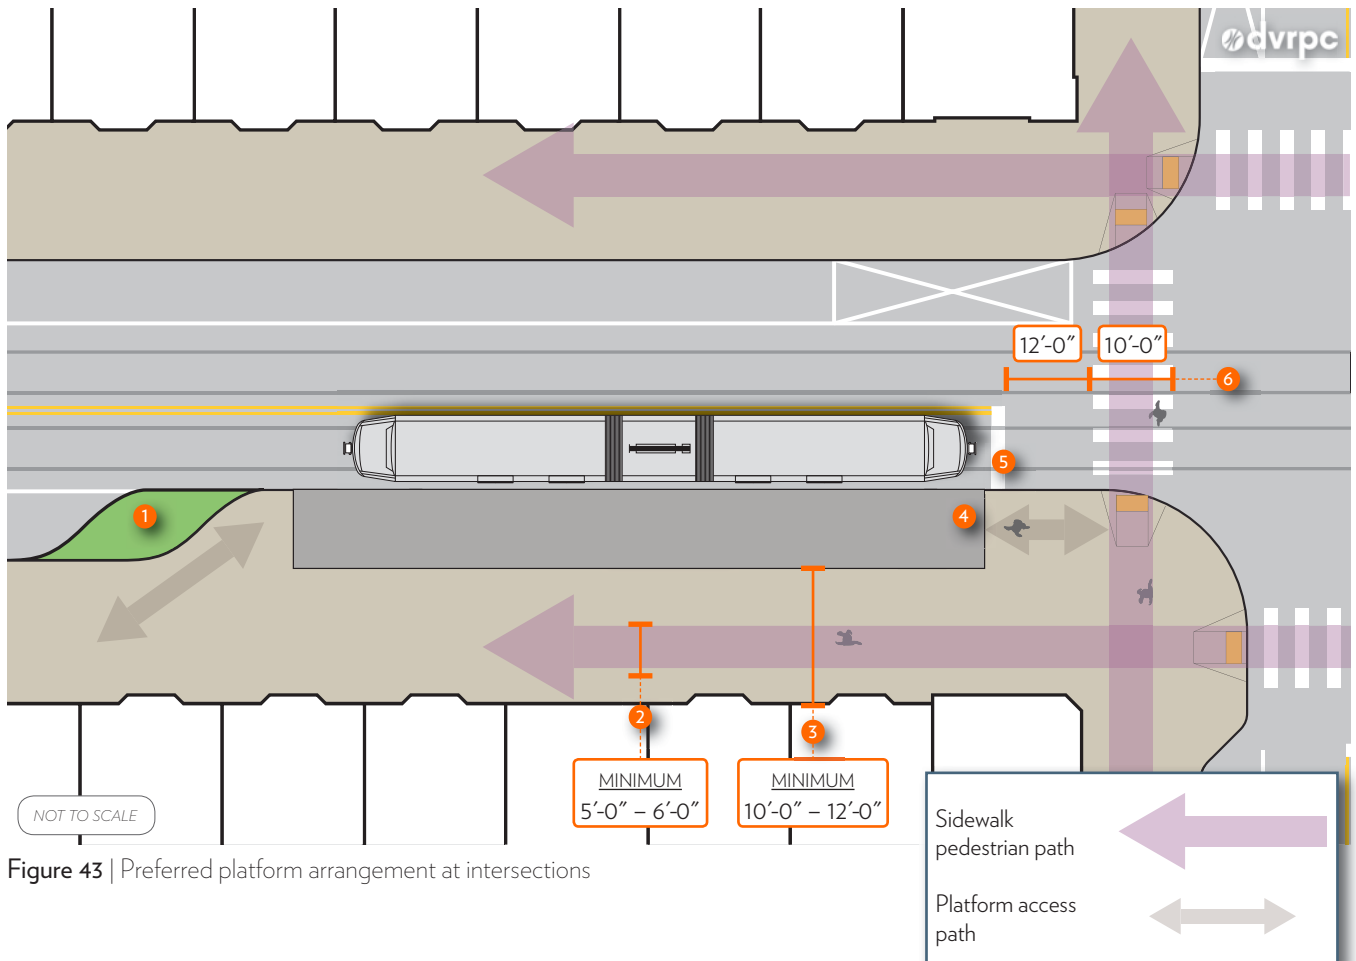 dvrpc
12′-0″
10′-0″
6
5
1
4
2
3
MINIMUM
5′-0″ – 6′-0″
MINIMUM
10′-0″ – 12′-0″
NOT TO SCALE
Sidewalk
pedestrian path
Platform access
path
Figure 43 | Preferred platform arrangement at intersections